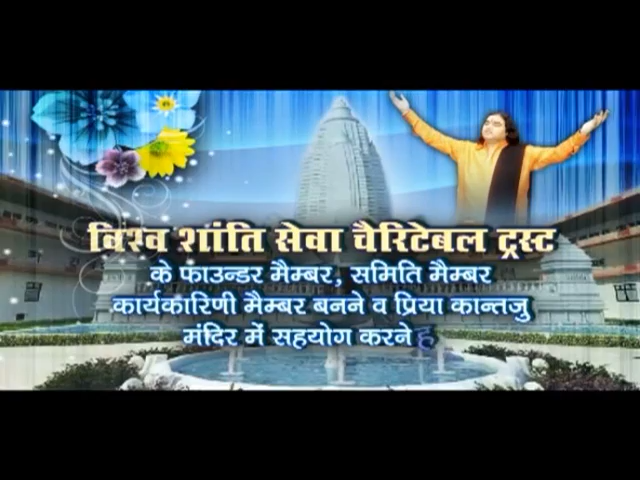 विश्व शांति सेवा चैरिटेबल ट्रस्ट
के फाउन्डर मैम्बर, समिति मैम्बर
कार्यकारिणी मैम्बर बनने व प्रिया कान्तजु
मंदिर में सहयोग करने ह